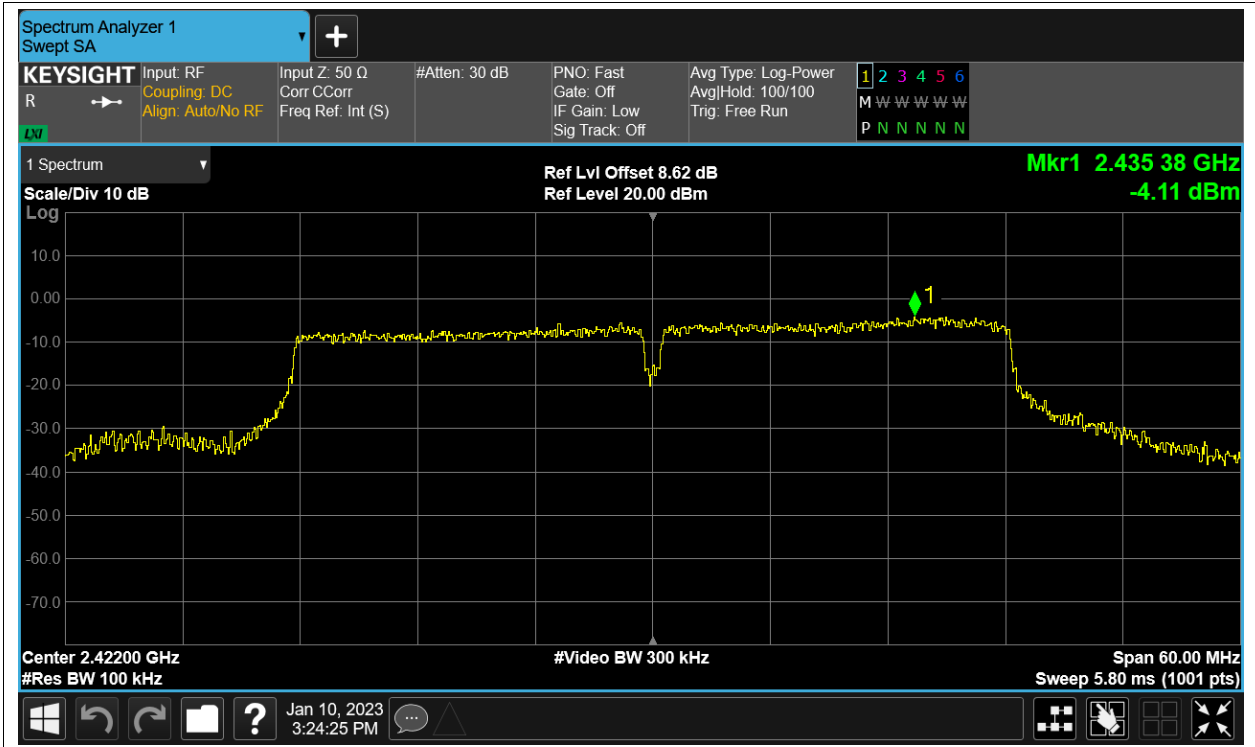 Spectrum Analyzer 1
Swept SA
KEYSIGHT
R
LXI
Input: RF
Coupling: DC
Align: Auto/No RF
Input Z: 50 Ω
Corr CCorr
Freq Ref: Int (S)
#Atten: 30 dB
PNO: Fast
Gate: Off
IF Gain: Low
Sig Track: Off
Avg Type: Log-Power
Avg|Hold: 100/100
Trig: Free Run
1 2 3 4 5 6
M W W W W W
P N N N N N
1 Spectrum
Scale/Div 10 dB
Log
Ref Lvl Offset 8.62 dB
Ref Level 20.00 dBm
Mkr1 2.435 38 GHz
-4.11 dBm
10.0
0.00
1
-10.0
-20.0
-30.0
-40.0
-50.0
-60.0
-70.0
Center 2.42200 GHz
#Res BW 100 kHz
#Video BW 300 kHz
Span 60.00 MHz
Sweep 5.80 ms (1001 pts)
?
Jan 10, 2023
3:24:25 PM